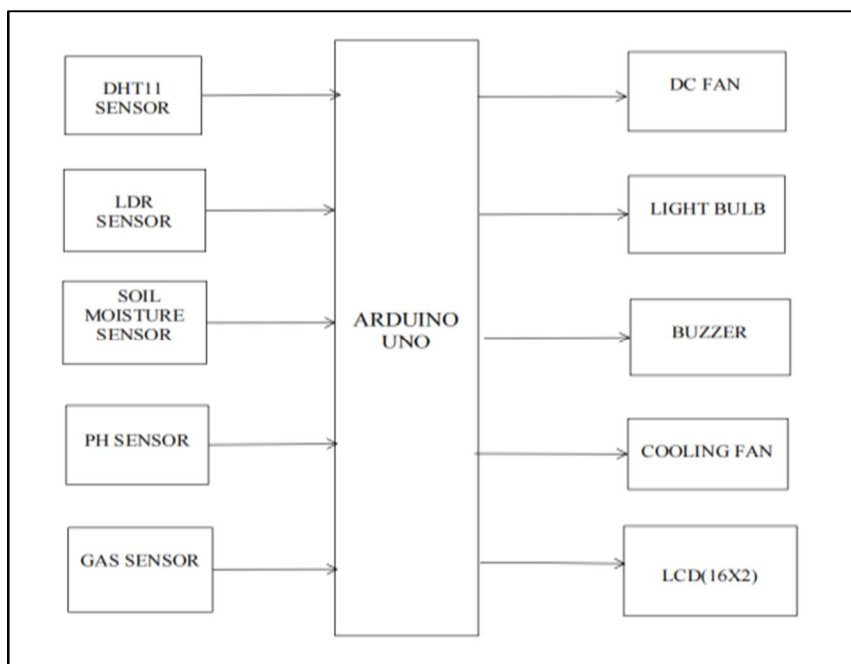 DHT11
SENSOR
LDR
SENSOR
SOIL
MOISTURE
SENSOR
PH SENSOR
GAS SENSOR
ARDUINO
UNO
DC FAN
LIGHT BULB
BUZZER
COOLING FAN
LCD(16X2)